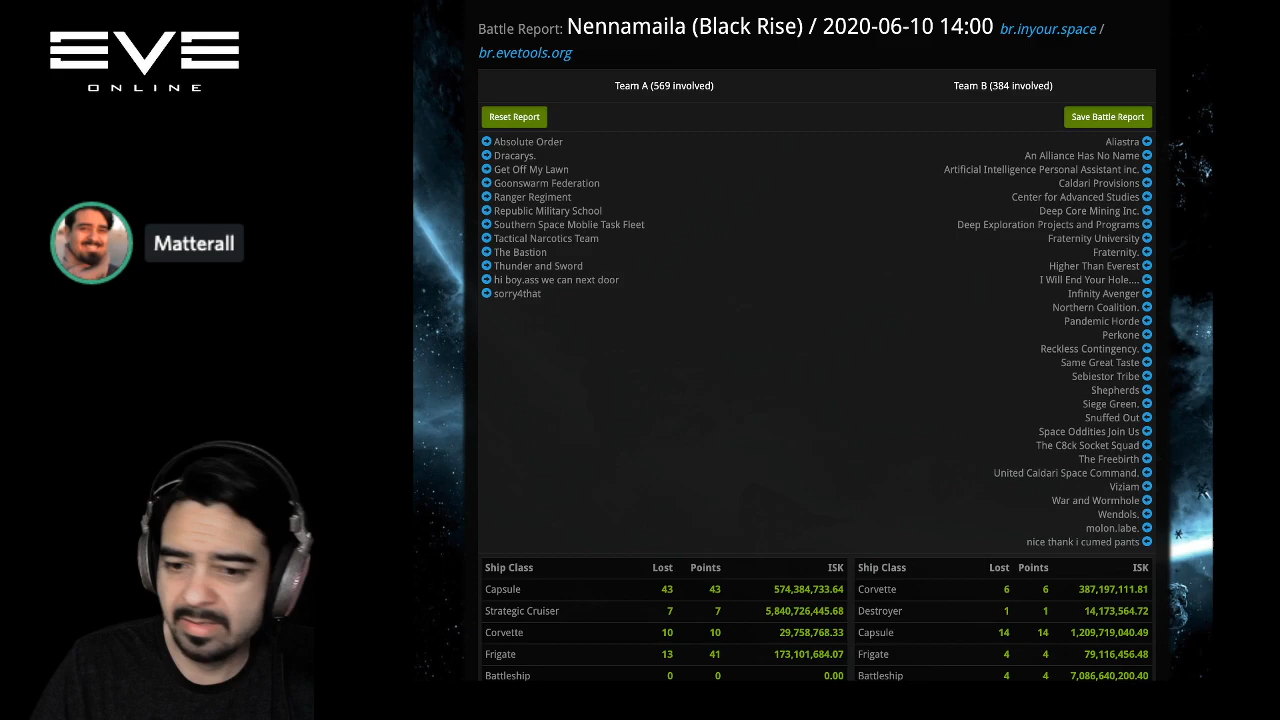 EVE
ONLINE
Matterall
Battle Report: Nennamaila (Black Rise) / 2020-06-10 14:00 br.inyour.space /
br.evetools.org
Team A (569 involved) Team B (384 involved)
Reset Report Save Battle Report
Absolute Order
Dracarys.
Get Off My Lawn
Goonswarm Federation
Ranger Regiment
Republic Military School
Southern Space Moblie Task Fleet
Tactical Narcotics Team
The Bastion
Thunder and Sword
hi boy.ass we can next door
sorry4that
Aliastra
An Alliance Has No Name
Artificial Intelligence Personal Assistant inc.
Caldari Provisions
Center for Advanced Studies
Deep Core Mining Inc.
Deep Exploration Projects and Programs
Fraternity University
Fraternity.
Higher Than Everest
I Will End Your Hole....
Infinity Avenger
Northern Coalition.
Pandemic Horde
Perkone
Reckless Contingency.
Same Great Taste
Sebiestor Tribe
Shepherds
Siege Green.
Snuffed Out
Space Oddities Join Us
The C8ck Socket Squad
The Freebirth
United Caldari Space Command.
Viziam
War and Wormhole
Wendols.
molon.labe.
nice thank i cumed pants
Ship Class Lost Points ISK
Capsule 43 43 574,384,733.64
Strategic Cruiser 7 7 5,840,726,445.68
Corvette 10 10 29,758,768.33
Frigate 13 41 173,101,684.07
Battleship 0 0 0.00
Ship Class Lost Points ISK
Corvette 6 6 387,197,111.81
Destroyer 1 1 14,173,564.72
Capsule 14 14 1,209,719,040.49
Frigate 4 4 79,116,456.48
Battleship 4 4 7,086,640,200.40